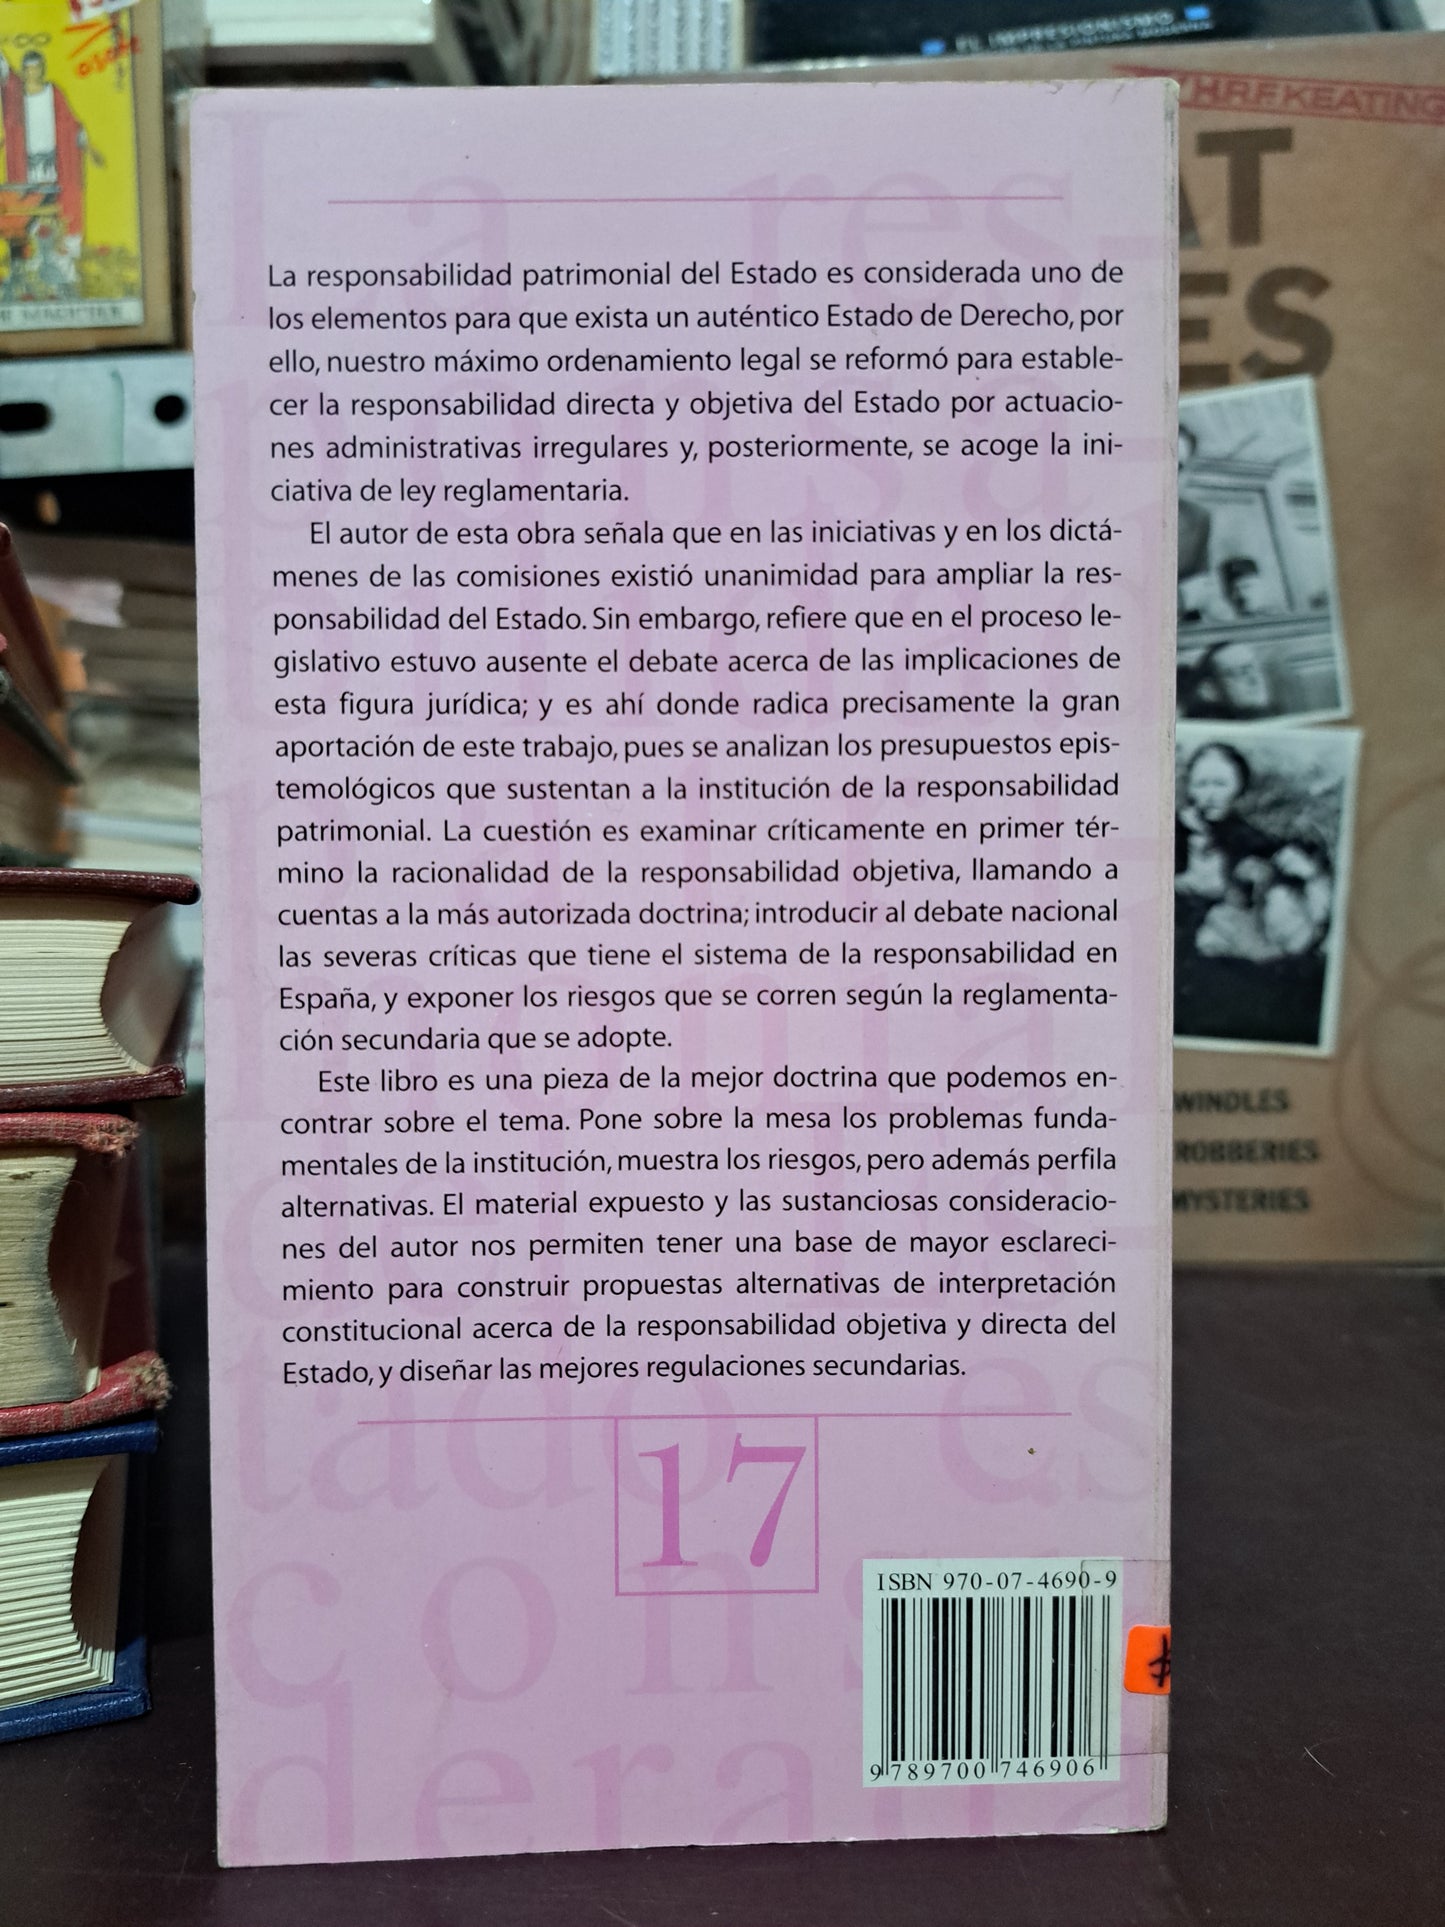 EL IMPRESIONISMO
H.R.F. KEATING
AT
ES
La responsabilidad patrimonial del Estado es considerada uno de
los elementos para que exista un auténtico Estado de Derecho, por
ello, nuestro máximo ordenamiento legal se reformó para estable-
cer la responsabilidad directa y objetiva del Estado por actuacio-
nes administrativas irregulares y, posteriormente, se acoge la ini-
ciativa de ley reglamentaria.
El autor de esta obra señala que en las iniciativas y en los dictá-
menes de las comisiones existió unanimidad para ampliar la res-
ponsabilidad del Estado. Sin embargo, refiere que en el proceso le-
gislativo estuvo ausente el debate acerca de las implicaciones de
esta figura jurídica; y es ahí donde radica precisamente la gran
aportación de este trabajo, pues se analizan los presupuestos epis-
temológicos que sustentan a la institución de la responsabilidad
patrimonial. La cuestión es examinar críticamente en primer tér-
mino la racionalidad de la responsabilidad objetiva, llamando a
cuentas a la más autorizada doctrina; introducir al debate nacional
las severas críticas que tiene el sistema de la responsabilidad en
España, y exponer los riesgos que se corren según la reglamenta-
ción secundaria que se adopte.
Este libro es una pieza de la mejor doctrina que podemos en-
contrar sobre el tema. Pone sobre la mesa los problemas funda-
mentales de la institución, muestra los riesgos, pero además perfila
alternativas. El material expuesto y las sustanciosas consideracio-
nes del autor nos permiten tener una base de mayor esclareci-
miento para construir propuestas alternativas de interpretación
constitucional acerca de la responsabilidad objetiva y directa del
Estado, y diseñar las mejores regulaciones secundarias.
17
ISBN 970-07-4690-9
9 789700 746906
$
WINDLES
ROBBERIES
MYSTERIES